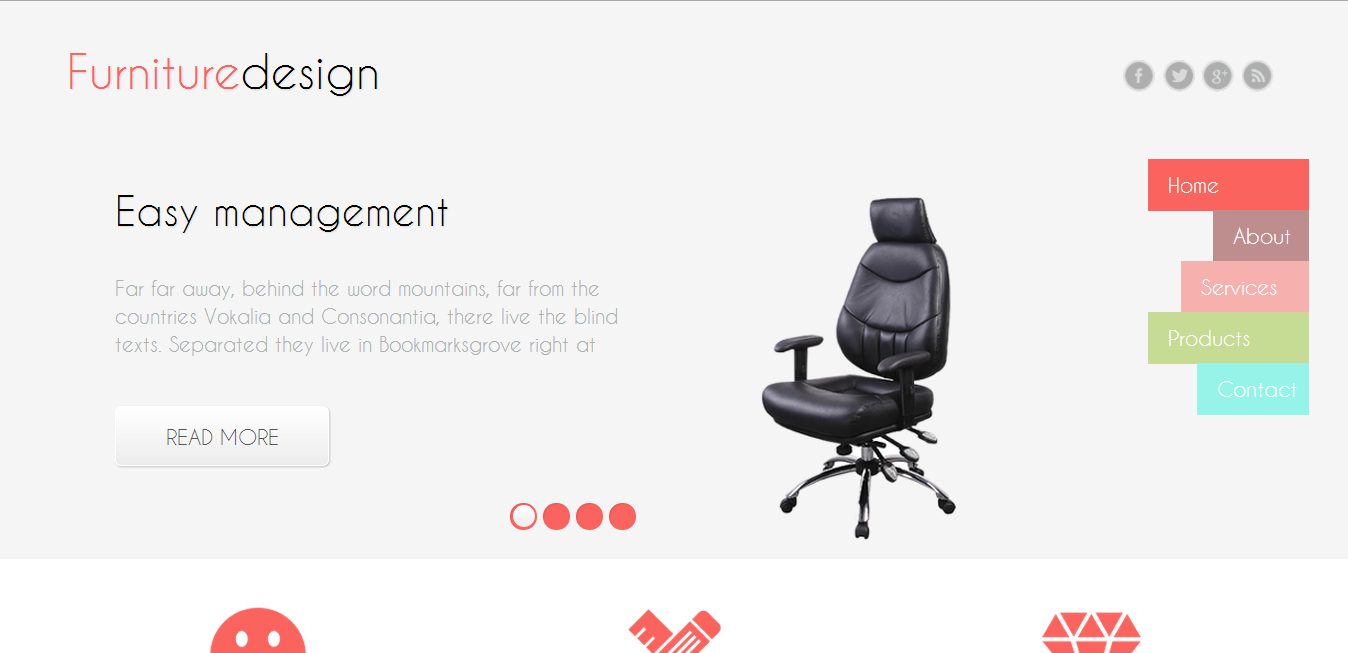 Furnituredesign
Easy management
Far far away, behind the word mountains, far from the
countries Vokalia and Consonantia, there live the blind
texts. Separated they live in Bookmarksgrove right at
READ MORE
Home
About
Services
Products
Contact